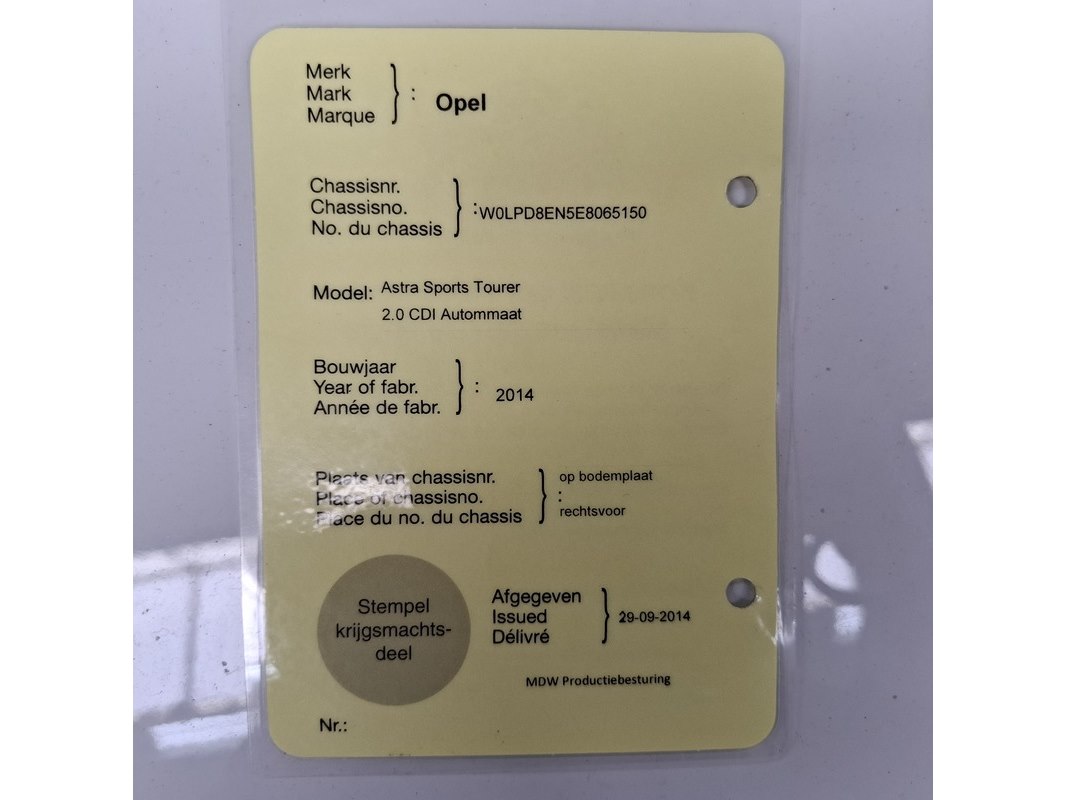 Merk
Mark
Marque
: Opel
Chassisnr.
Chassisno.
No. du chassis
:W0LPD8EN5E8065150
Model: Astra Sports Tourer
2.0 CDI Autommaat
Bouwjaar
Year of fabr.
Année de fabr.
: 2014
Plaats van chassisnr.
Place of chassisno.
Place du no. du chassis
op bodemplaat
:
rechtsvoor
Stempel
krijgsmachts-
deel
Afgegeven
Issued
Délivré
: 29-09-2014
MDW Productiebesturing
Nr.: